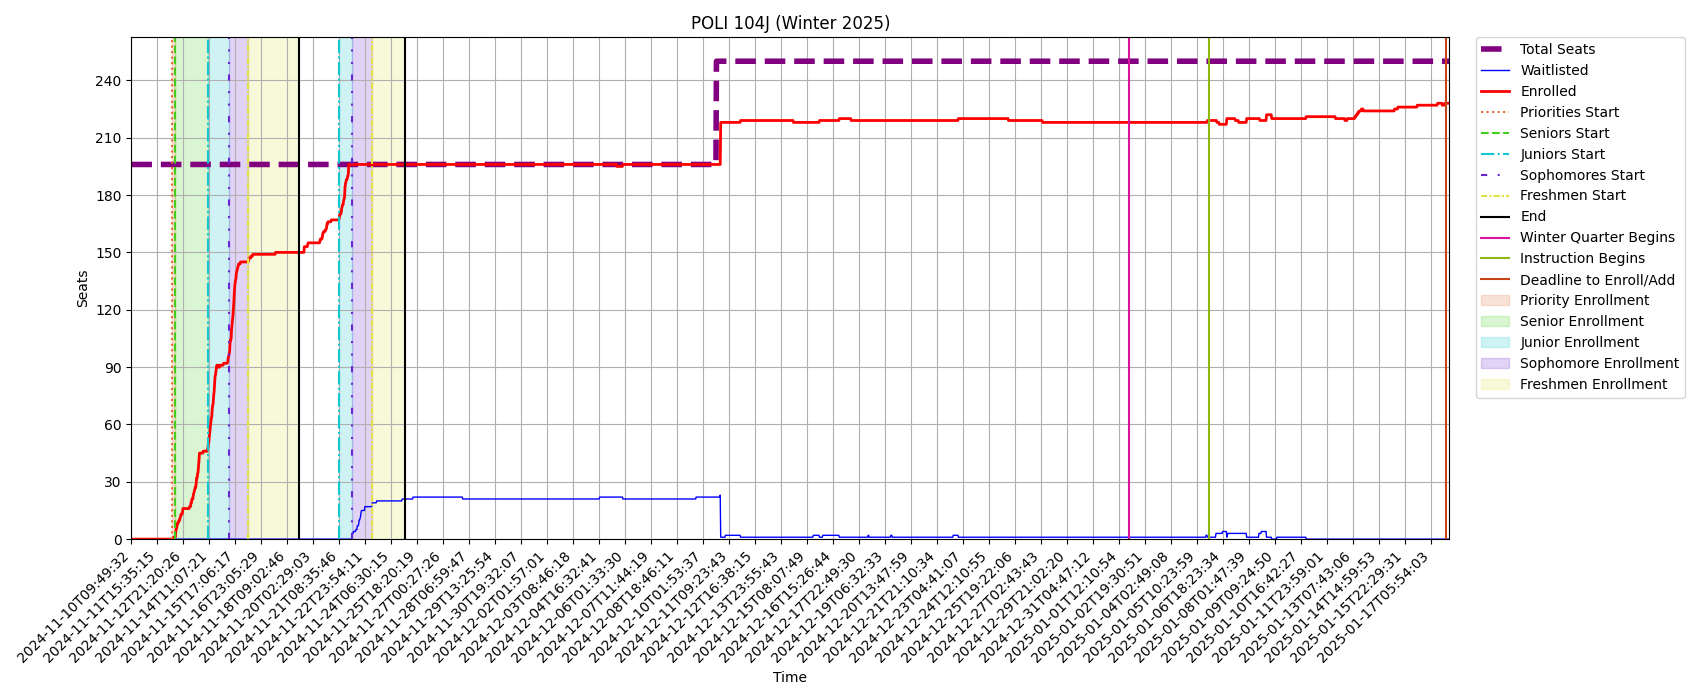 POLI 104J (Winter 2025)
Seats
240
210
180
150
120
90
60
30
0
2024-11-10T09:49:32
2024-11-11T15:35:15
2024-11-12T21:20:26
2024-11-14T11:07:21
2024-11-15T17:06:17
2024-11-16T23:05:29
2024-11-18T09:02:46
2024-11-20T02:29:03
2024-11-21T08:35:46
2024-11-22T23:54:11
2024-11-24T06:30:15
2024-11-25T18:20:19
2024-11-27T00:27:26
2024-11-28T06:59:47
2024-11-29T13:25:54
2024-11-30T19:32:07
2024-12-02T01:57:01
2024-12-03T08:46:18
2024-12-04T16:32:41
2024-12-06T01:33:30
2024-12-07T11:44:19
2024-12-08T18:46:11
2024-12-10T01:53:37
2024-12-11T09:23:43
2024-12-12T16:38:15
2024-12-13T23:55:43
2024-12-15T08:07:49
2024-12-16T15:26:44
2024-12-17T22:49:30
2024-12-19T06:32:33
2024-12-20T13:47:59
2024-12-21T21:10:34
2024-12-23T04:41:07
2024-12-24T12:10:55
2024-12-25T19:22:06
2024-12-27T02:43:43
2024-12-29T21:02:20
2024-12-31T04:47:12
2025-01-01T12:10:54
2025-01-02T19:30:51
2025-01-04T02:49:08
2025-01-05T10:23:59
2025-01-06T18:23:34
2025-01-08T01:47:39
2025-01-09T09:24:50
2025-01-10T16:42:27
2025-01-11T23:59:01
2025-01-13T07:43:06
2025-01-14T14:59:53
2025-01-15T22:29:31
2025-01-17T05:54:03
Time
Total Seats
Waitlisted
Enrolled
Priorities Start
Seniors Start
Juniors Start
Sophomores Start
Freshmen Start
End
Winter Quarter Begins
Instruction Begins
Deadline to Enroll/Add
Priority Enrollment
Senior Enrollment
Junior Enrollment
Sophomore Enrollment
Freshmen Enrollment